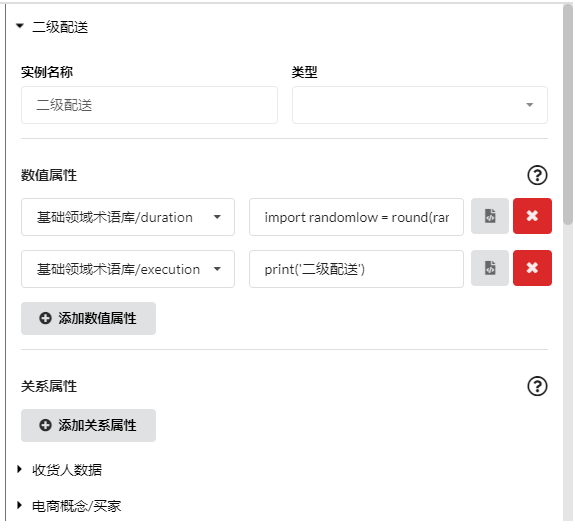 二级配送
实例名称 类型
二级配送
数值属性
基础领域术语库/duration import randomlow = round(rar
基础领域术语库/execution print('二级配送')
添加数值属性
关系属性
添加关系属性
收货人数据
电商概念/买家